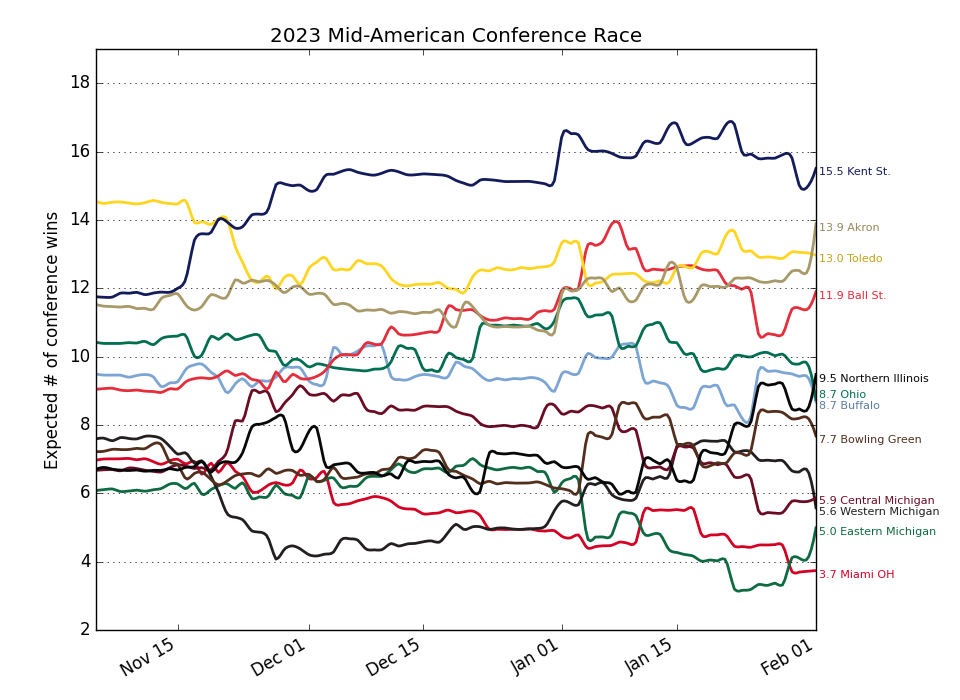 2023 Mid-American Conference Race
Expected # of conference wins
18
16
14
12
10
8
6
4
2
15.5 Kent St.
13.9 Akron
13.0 Toledo
11.9 Ball St.
9.5 Northern Illinois
8.7 Ohio
8.7 Buffalo
7.7 Bowling Green
5.9 Central Michigan
5.6 Western Michigan
5.0 Eastern Michigan
3.7 Miami OH
Nov 15
Dec 01
Dec 15
Jan 01
Jan 15
Feb 01